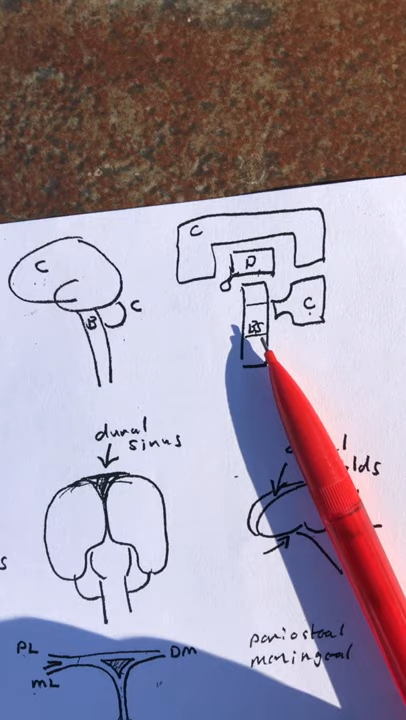 C
C
B
C
D
C
BS
dural
sinus
lds
s
PL
ML
DM
periosteal
meningeal